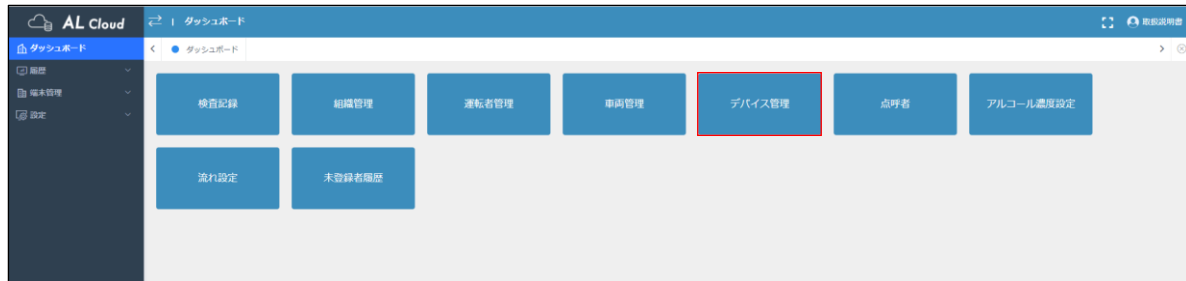 AL Cloud
| ダッシュボード
取扱説明書
ダッシュボード
ダッシュボード
履歴
端末管理
設定
検査記録
組織管理
運転者管理
車両管理
デバイス管理
点呼者
アルコール濃度設定
流れ設定
未登録者履歴